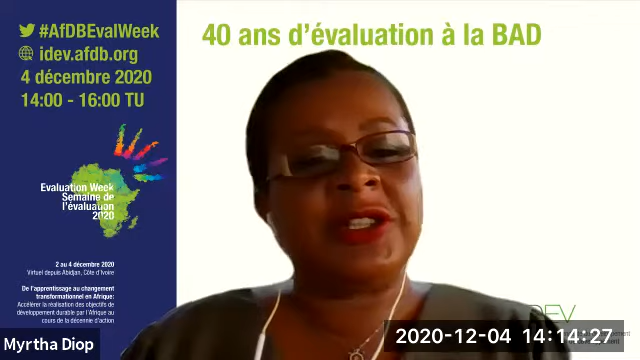 #AfDBEvalWeek
idev.afdb.org
4 décembre 2020
14:00 - 16:00 TU
40 ans d'évaluation à la BAD
Evaluation Week
Semaine de
l'évaluation
2020
2 au 4 décembre 2020
Virtuel depuis Abidjan, Côte d'Ivoire
De l'apprentissage au changement
transformationnel en Afrique:
Accélérer la réalisation des objectifs de
développement durable par l'Afrique au
cours de la décennie d'action
Myrtha Diop
2020-12-04 14:14:27